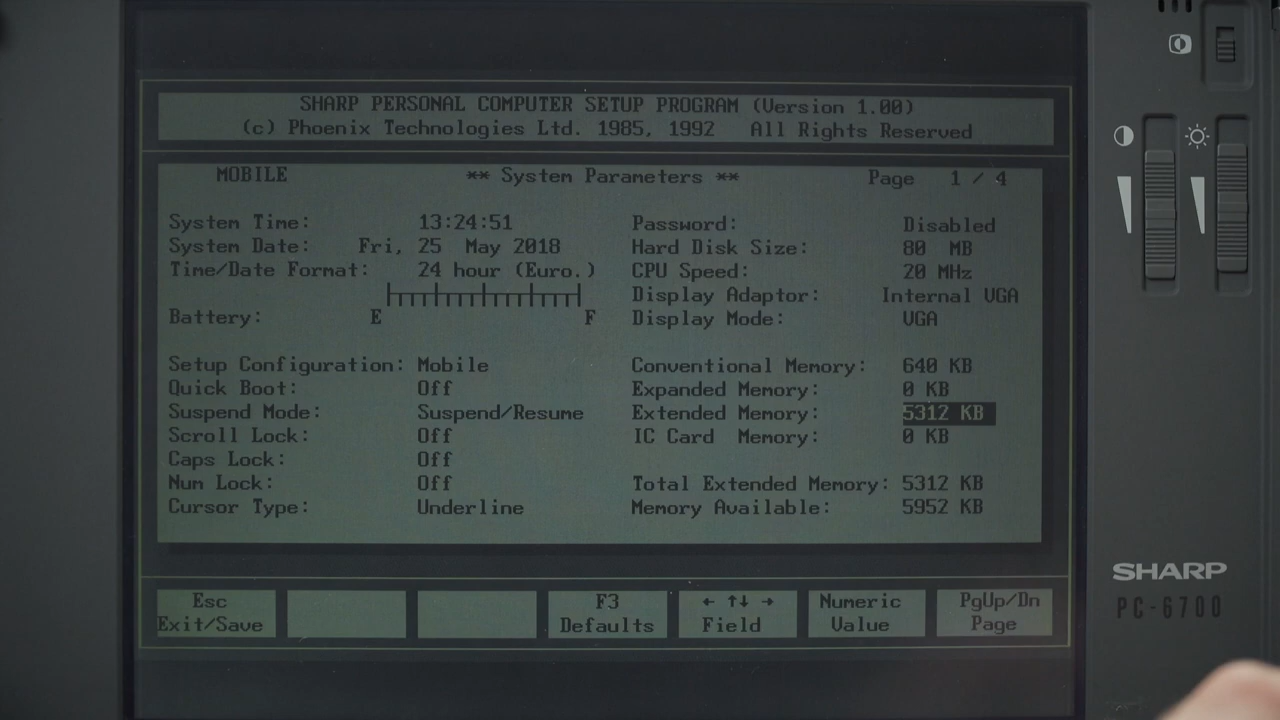 SHARP PERSONAL COMPUTER SETUP PROGRAM (Version 1.00)
(c) Phoenix Technologies Ltd. 1985, 1992 All Rights Reserved
MOBILE ** System Parameters ** Page 1 / 4
System Time: 13:24:51 Password: Disabled
System Date: Fri, 25 May 2018 Hard Disk Size: 80 MB
Time/Date Format: 24 hour (Euro.) CPU Speed: 20 MHz
Display Adaptor: Internal VGA
Battery: E F Display Mode: VGA
Setup Configuration: Mobile Conventional Memory: 640 KB
Quick Boot: Off Expanded Memory: 0 KB
Suspend Mode: Suspend/Resume Extended Memory: 5312 KB
Scroll Lock: Off IC Card Memory: 0 KB
Caps Lock: Off
Num Lock: Off Total Extended Memory: 5312 KB
Cursor Type: Underline Memory Available: 5952 KB
Esc F3 ← ↑↓ → Numeric PgUp/Dn
Exit/Save Defaults Field Value Page
SHARP
PC-6700